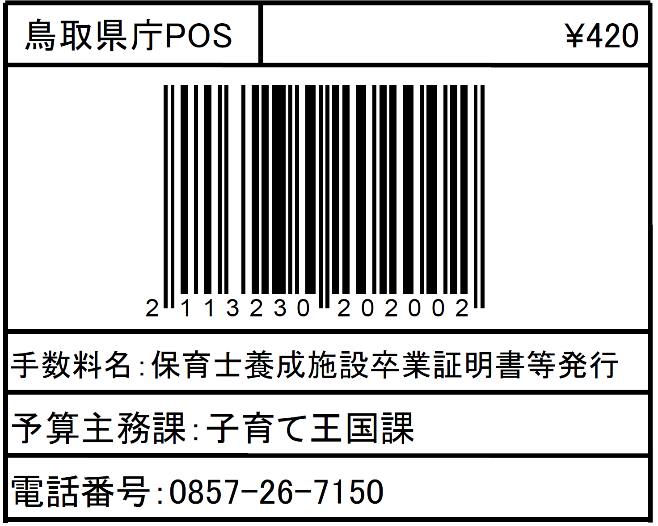 鳥取県庁POS ¥420
2 113230 202002
手数料名:保育士養成施設卒業証明書等発行
予算主務課:子育て王国課
電話番号:0857-26-7150